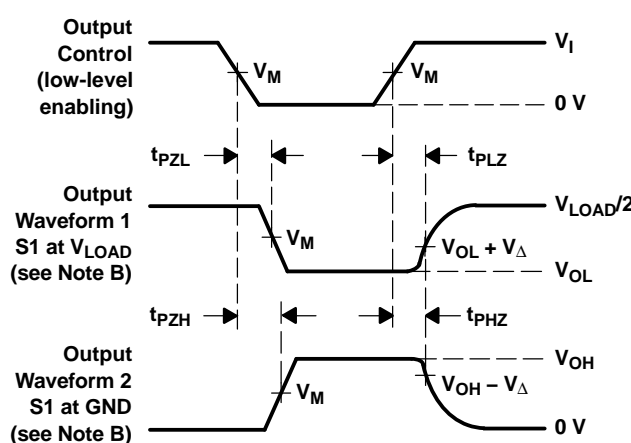 Output
Control
(low-level
enabling)
V_M
V_M
V_I
0 V
t_PZL
t_PLZ
Output
Waveform 1
S1 at V_LOAD
(see Note B)
V_M
V_LOAD/2
V_OL + V_Δ
V_OL
t_PZH
t_PHZ
Output
Waveform 2
S1 at GND
(see Note B)
V_M
V_OH
V_OH – V_Δ
0 V